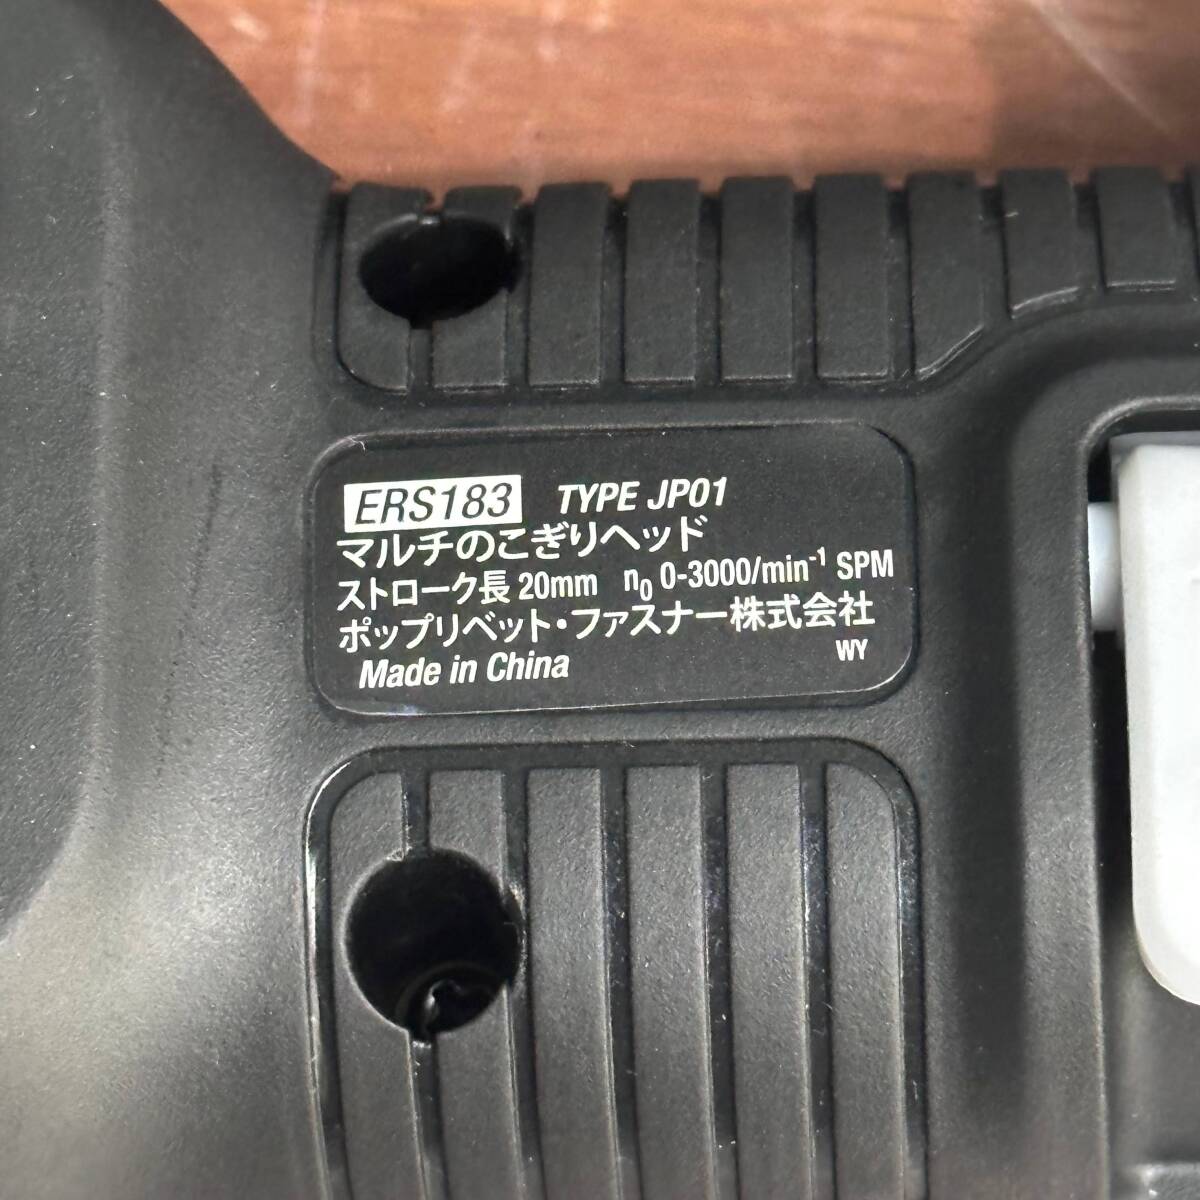 ERS183 TYPE JP01
マルチのこぎりヘッド
ストローク長 20mm n₀ 0-3000/min⁻¹ SPM
ポップリベット・ファスナー株式会社
Made in China WY